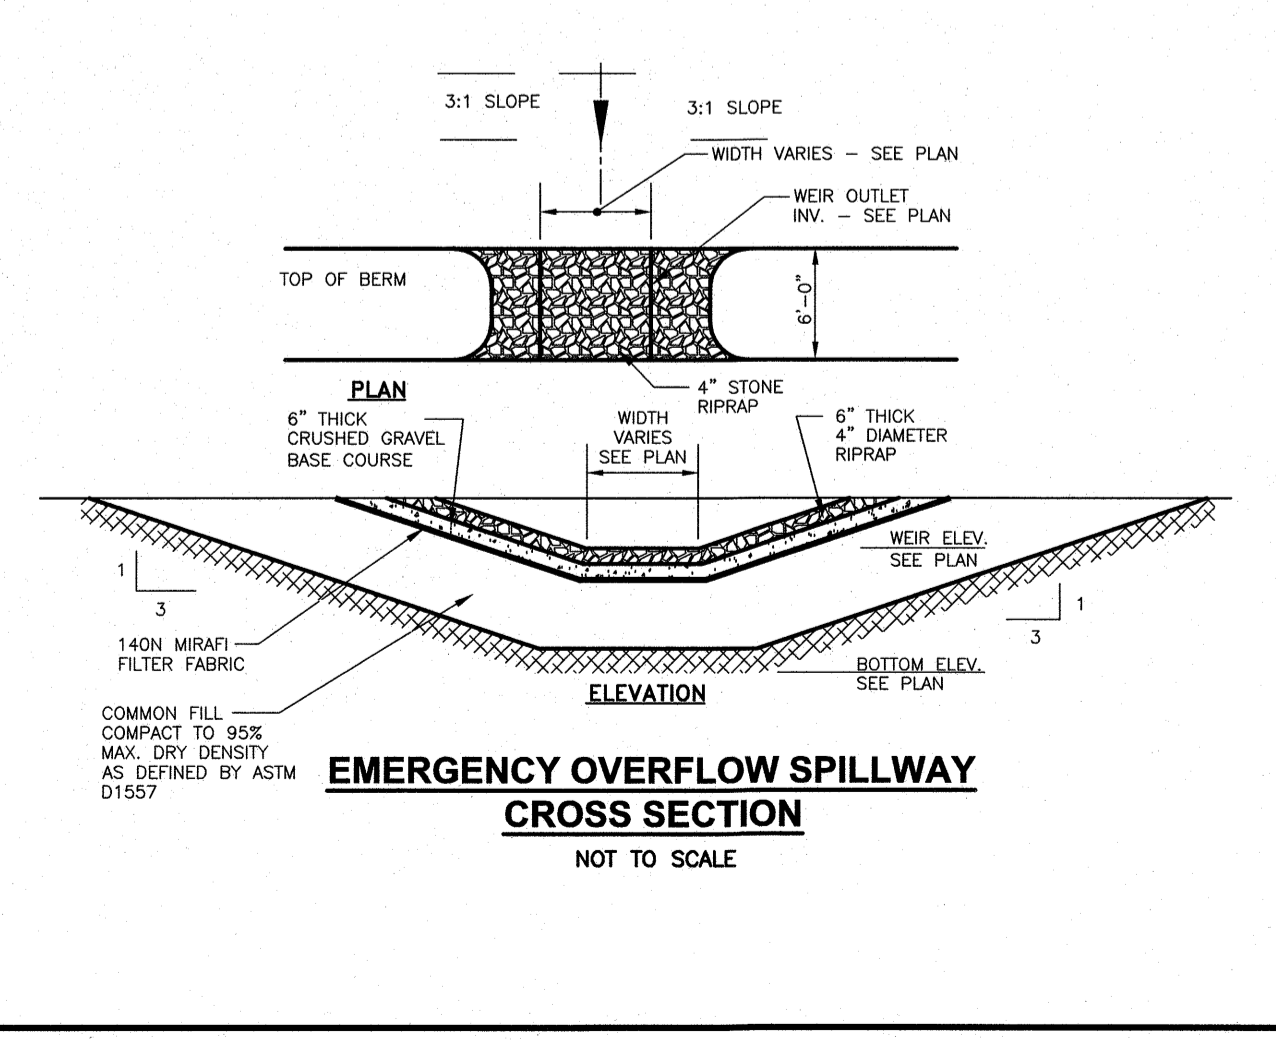 3:1 SLOPE
3:1 SLOPE
WIDTH VARIES – SEE PLAN
WEIR OUTLET
INV. – SEE PLAN
TOP OF BERM
6'–0"
PLAN
4" STONE
RIPRAP
6" THICK
CRUSHED GRAVEL
BASE COURSE
WIDTH
VARIES
SEE PLAN
6" THICK
4" DIAMETER
RIPRAP
WEIR ELEV.
SEE PLAN
1
3
1
3
140N MIRAFI
FILTER FABRIC
BOTTOM ELEV.
SEE PLAN
ELEVATION
COMMON FILL
COMPACT TO 95%
MAX. DRY DENSITY
AS DEFINED BY ASTM
D1557
EMERGENCY OVERFLOW SPILLWAY
CROSS SECTION
NOT TO SCALE